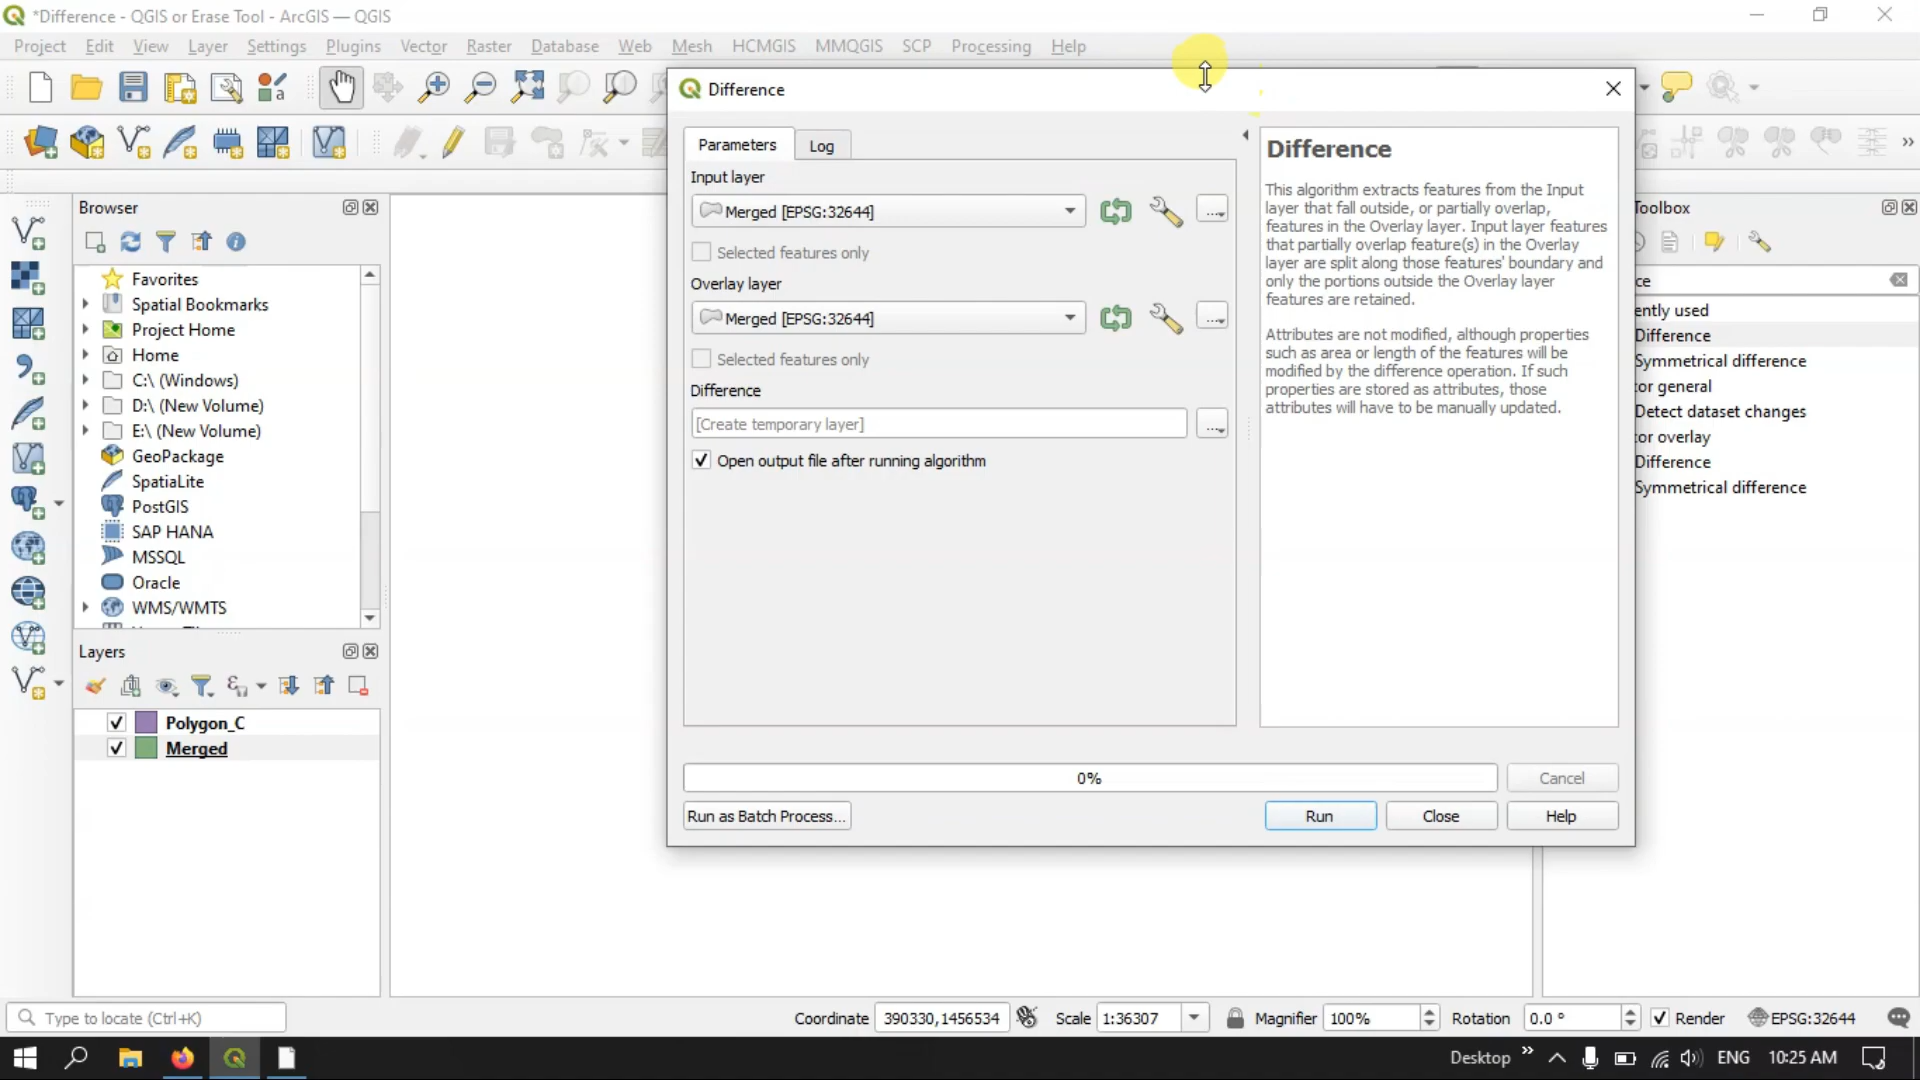 *Difference - QGIS or Erase Tool - ArcGIS — QGIS
Project Edit View Layer Settings Plugins Vector Raster Database Web Mesh HCMGIS MMQGIS SCP Processing Help
Difference
Parameters Log
Input layer
Merged [EPSG:32644]
Selected features only
Overlay layer
Merged [EPSG:32644]
Selected features only
Difference
[Create temporary layer]
Open output file after running algorithm
Difference
This algorithm extracts features from the Input
layer that fall outside, or partially overlap,
features in the Overlay layer. Input layer features
that partially overlap feature(s) in the Overlay
layer are split along those features' boundary and
only the portions outside the Overlay layer
features are retained.
Attributes are not modified, although properties
such as area or length of the features will be
modified by the difference operation. If such
properties are stored as attributes, those
attributes will have to be manually updated.
0%
Cancel
Run as Batch Process...
Run
Close
Help
Browser
Favorites
Spatial Bookmarks
Project Home
Home
C:\ (Windows)
D:\ (New Volume)
E:\ (New Volume)
GeoPackage
SpatiaLite
PostGIS
SAP HANA
MSSQL
Oracle
WMS/WMTS
Layers
Polygon_C
Merged
Toolbox
ce
ently used
Difference
Symmetrical difference
or general
Detect dataset changes
or overlay
Difference
Symmetrical difference
Type to locate (Ctrl+K)
Coordinate 390330,1456534 Scale 1:36307 Magnifier 100% Rotation 0.0 ° Render EPSG:32644
Desktop ENG 10:25 AM